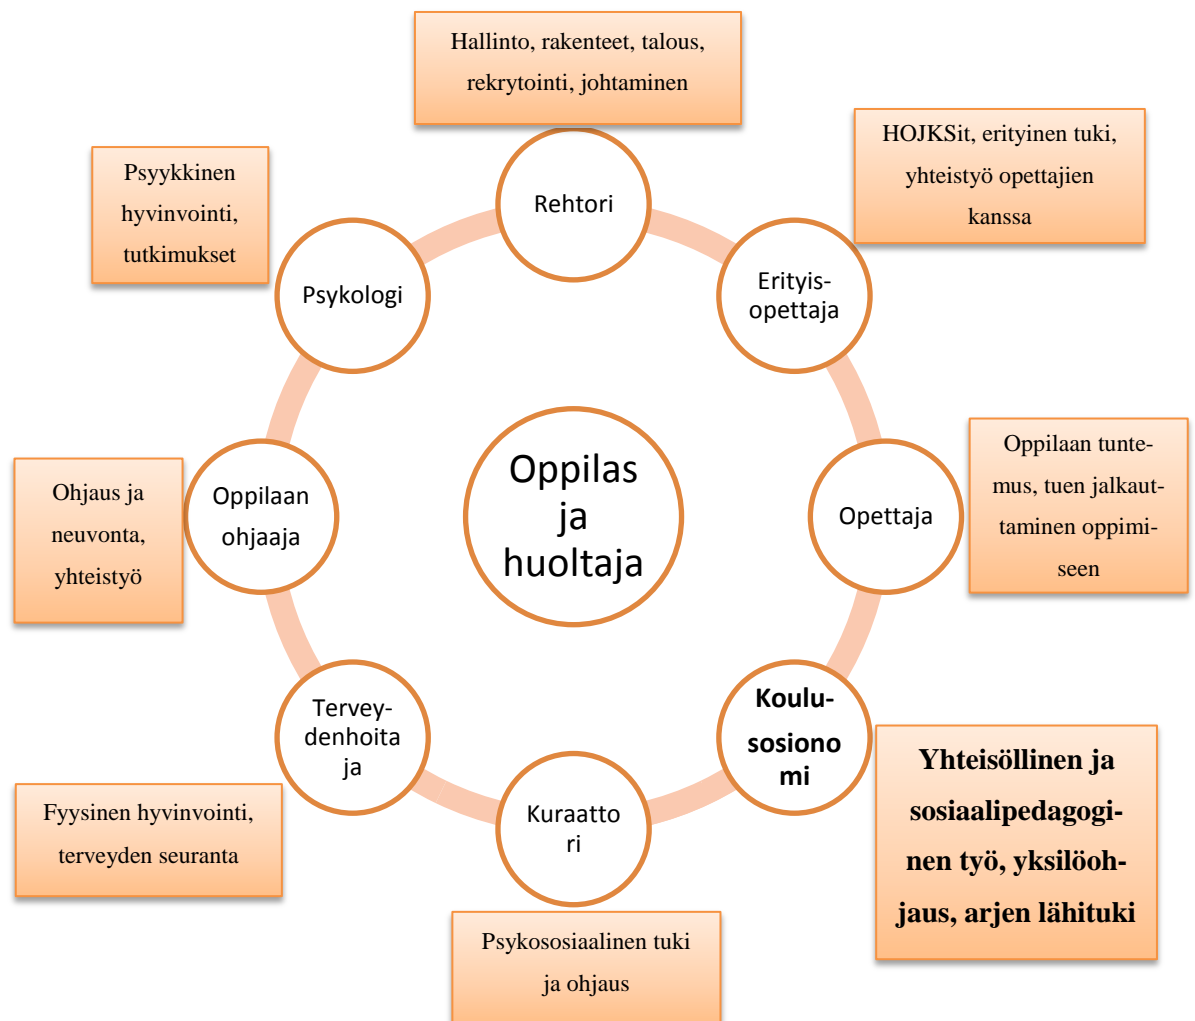 Hallinto, rakenteet, talous,
rekrytointi, johtaminen
Rehtori
HOJKSit, erityinen tuki,
yhteistyö opettajien
kanssa
Erityis-
opettaja
Oppilaan tunte-
mus, tuen jalkaut-
taminen oppimi-
seen
Opettaja
Koulu-
sosiono
mi
Yhteisöllinen ja
sosiaalipedagogi-
nen työ, yksilöoh-
jaus, arjen lähituki
Kuraatto
ri
Psykososiaalinen tuki
ja ohjaus
Tervey-
denhoita
ja
Fyysinen hyvinvointi,
terveyden seuranta
Oppilaan
ohjaaja
Ohjaus ja
neuvonta,
yhteistyö
Psykologi
Psyykkinen
hyvinvointi,
tutkimukset
Oppilas
ja
huoltaja